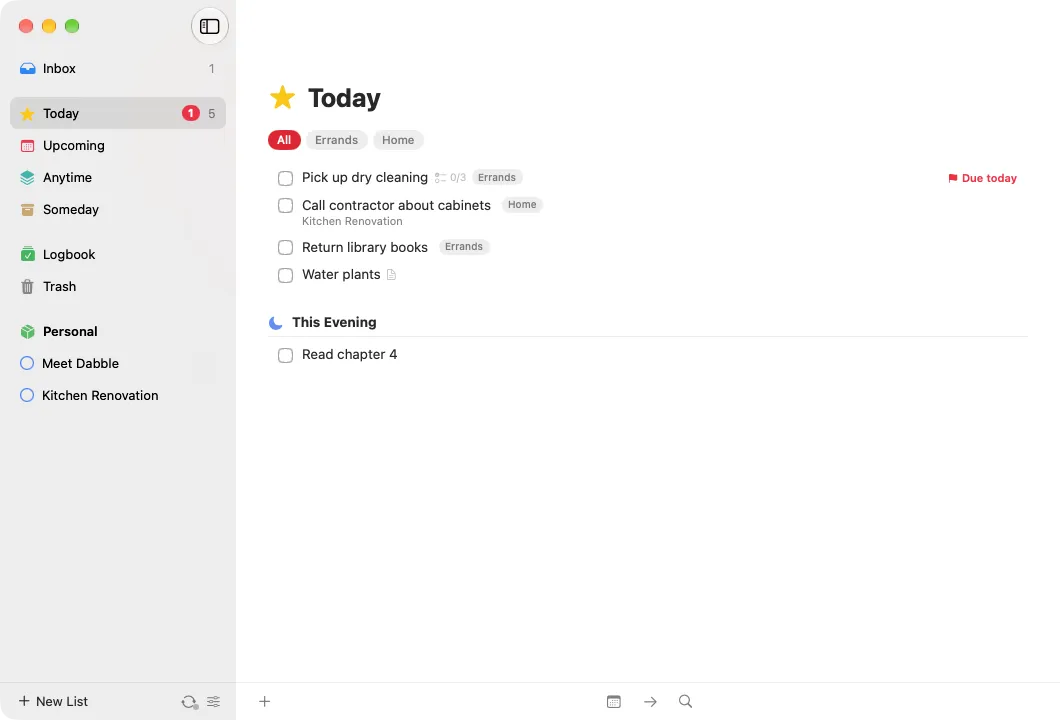 Inbox 1
Today 1 5
Upcoming
Anytime
Someday
Logbook
Trash
Personal
Meet Dabble
Kitchen Renovation
New List
Today
All Errands Home
Pick up dry cleaning 0/3 Errands Due today
Call contractor about cabinets Home
Kitchen Renovation
Return library books Errands
Water plants
This Evening
Read chapter 4